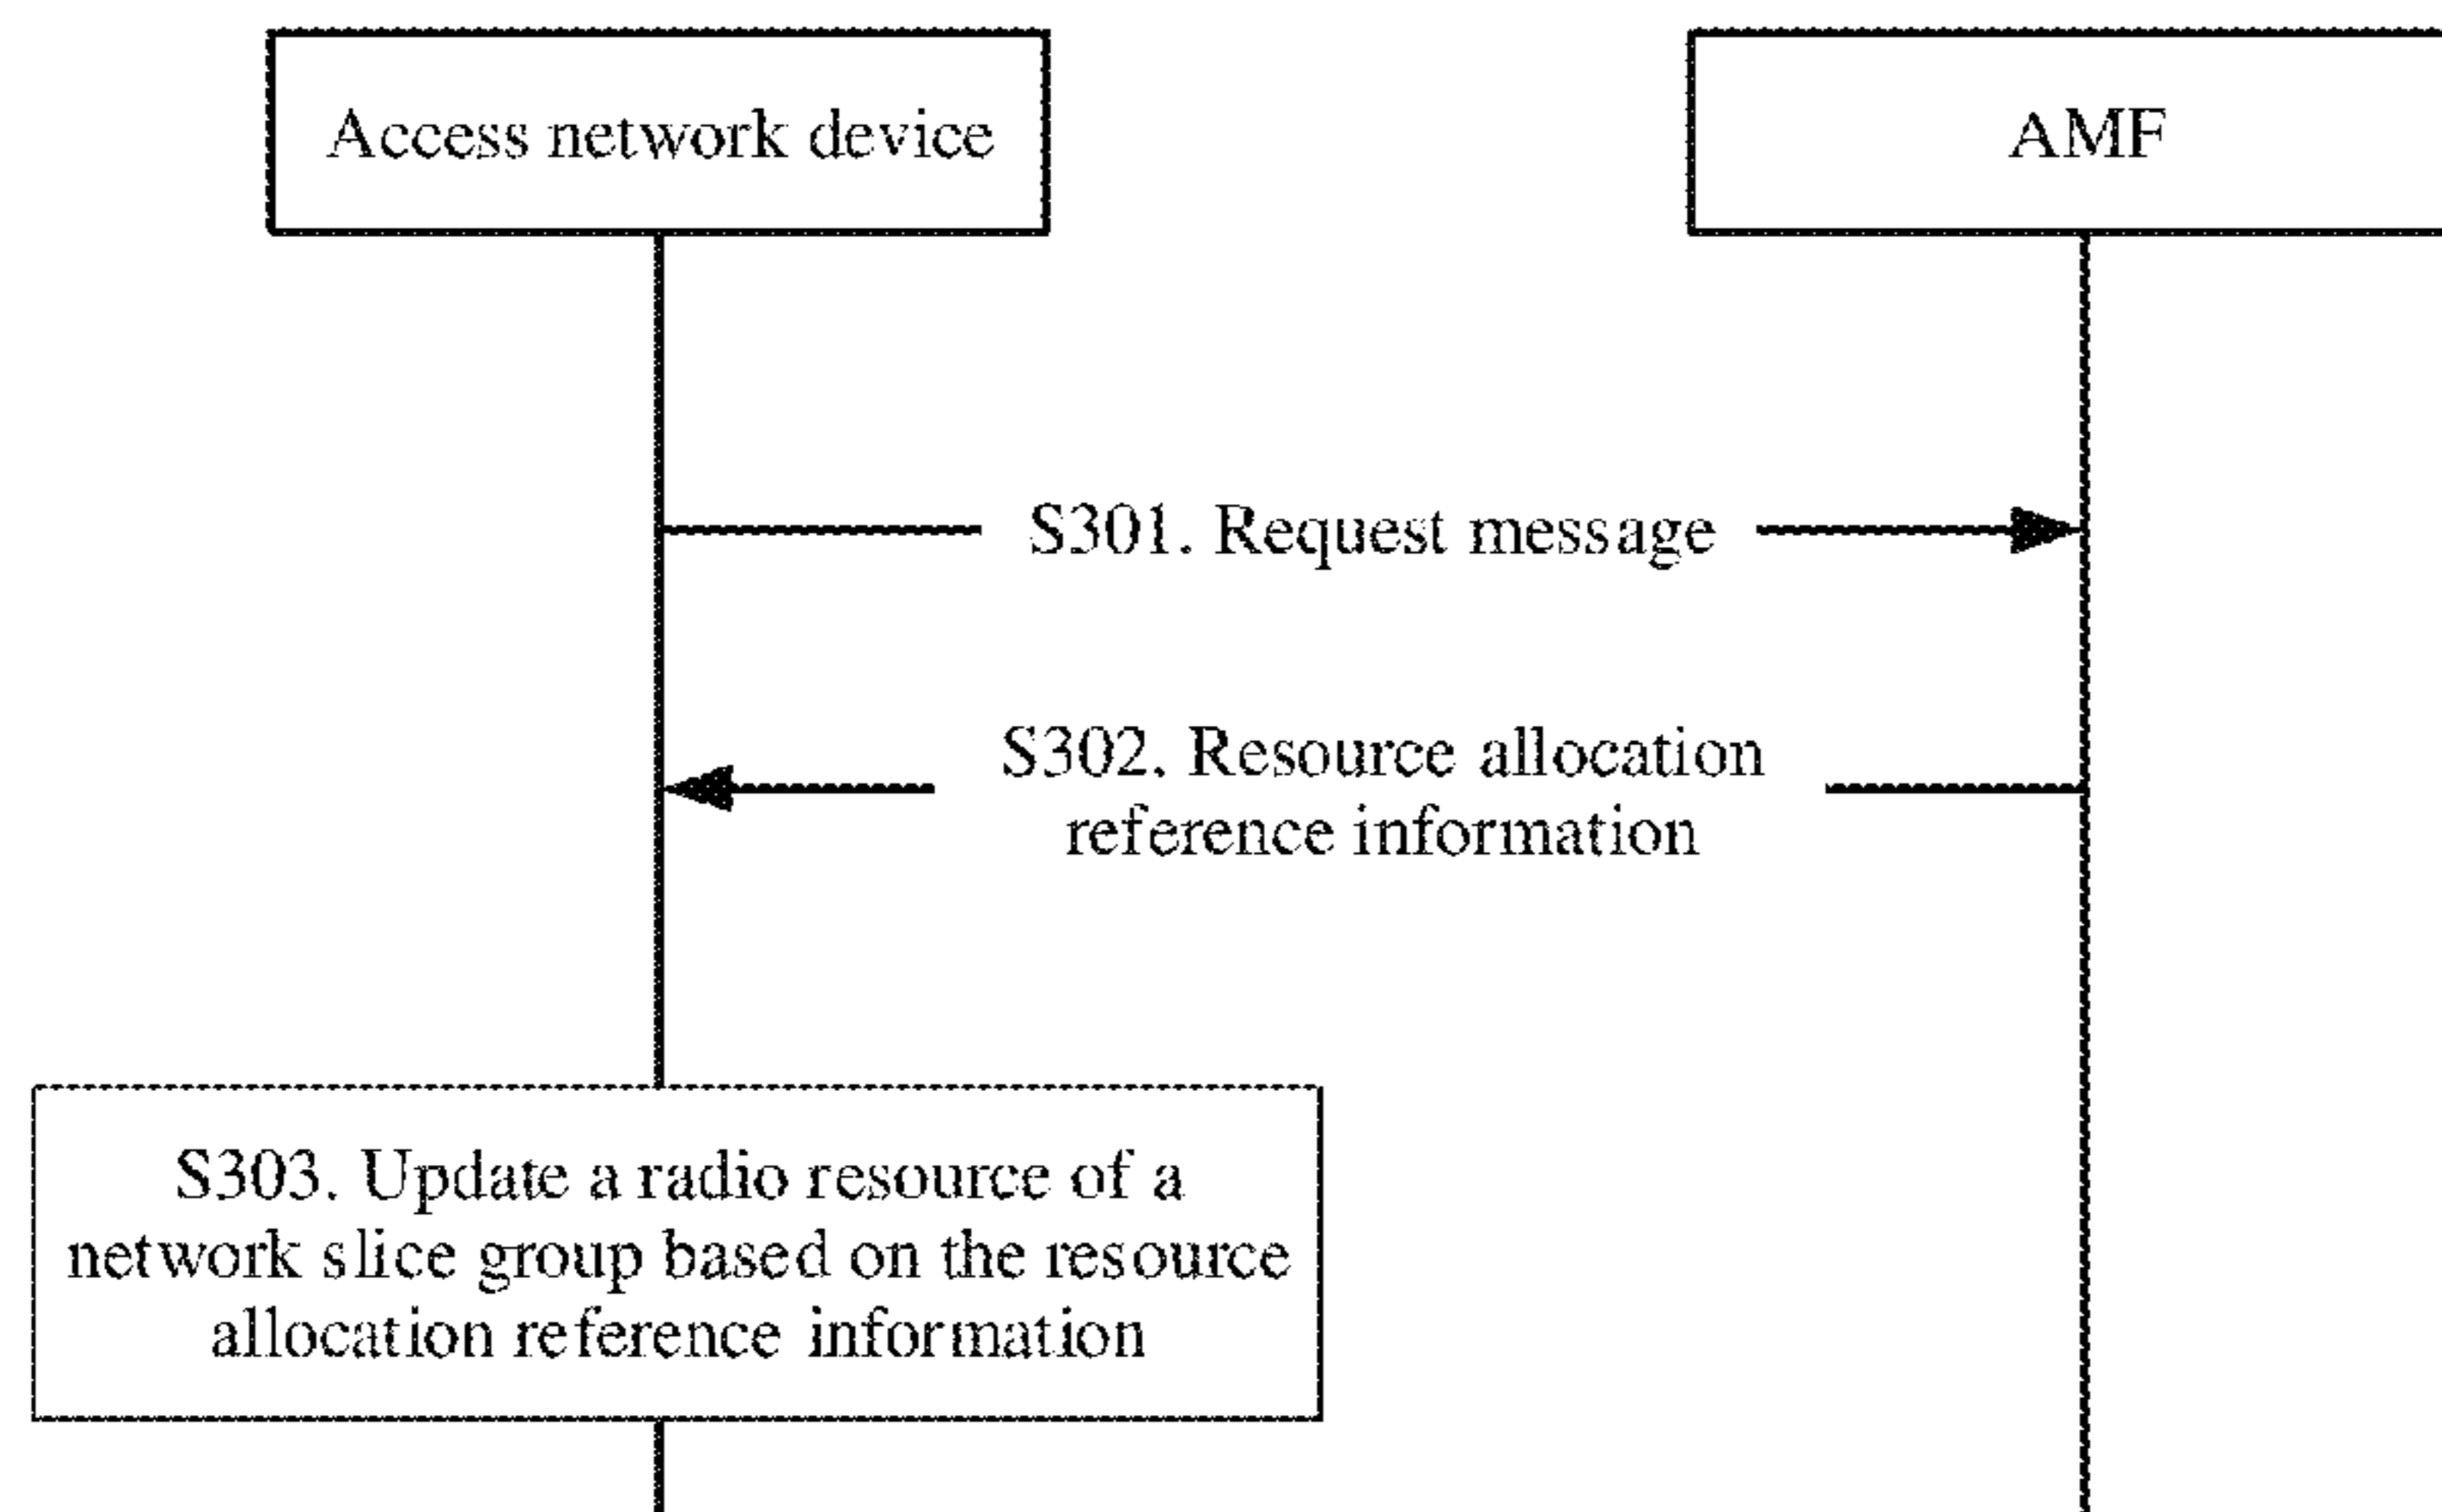 Access network device
AMF
S301. Request message
S302. Resource allocation
reference information
S303. Update a radio resource of a
network slice group based on the resource
allocation reference information